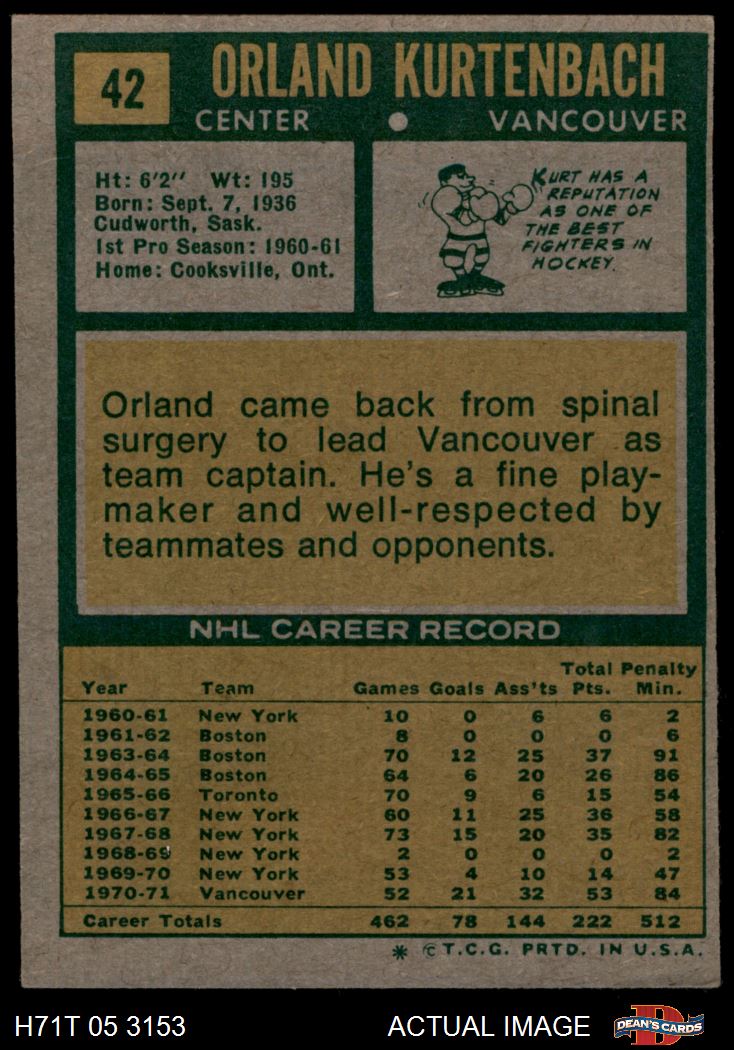 42
ORLAND KURTENBACH
CENTER • VANCOUVER
Ht: 6'2" Wt: 195
Born: Sept. 7, 1936
Cudworth, Sask.
1st Pro Season: 1960-61
Home: Cooksville, Ont.
KURT HAS A
REPUTATION
AS ONE OF
THE BEST
FIGHTERS IN
HOCKEY.
Orland came back from spinal
surgery to lead Vancouver as
team captain. He's a fine play-
maker and well-respected by
teammates and opponents.
NHL CAREER RECORD
Total Penalty
Year Team Games Goals Ass'ts Pts. Min.
1960-61 New York 10 0 6 6 2
1961-62 Boston 8 0 0 0 6
1963-64 Boston 70 12 25 37 91
1964-65 Boston 64 6 20 26 86
1965-66 Toronto 70 9 6 15 54
1966-67 New York 60 11 25 36 58
1967-68 New York 73 15 20 35 82
1968-69 New York 2 0 0 0 2
1969-70 New York 53 4 10 14 47
1970-71 Vancouver 52 21 32 53 84
Career Totals 462 78 144 222 512
* © T.C.G. PRTD. IN U.S.A.
H71T 05 3153 ACTUAL IMAGE
D
DEAN'S CARDS